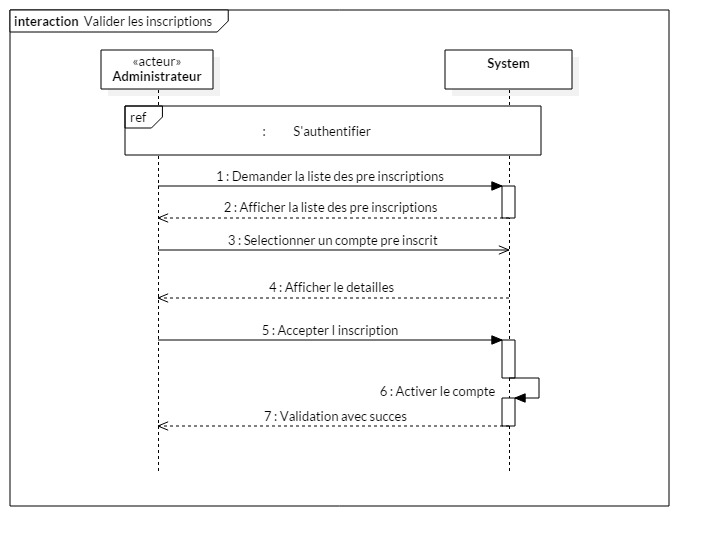 interaction Valider les inscriptions
«acteur»
Administrateur
System
ref
: S'authentifier
1 : Demander la liste des pre inscriptions
2 : Afficher la liste des pre inscriptions
3 : Selectionner un compte pre inscrit
4 : Afficher le detailles
5 : Accepter l inscription
6 : Activer le compte
7 : Validation avec succes